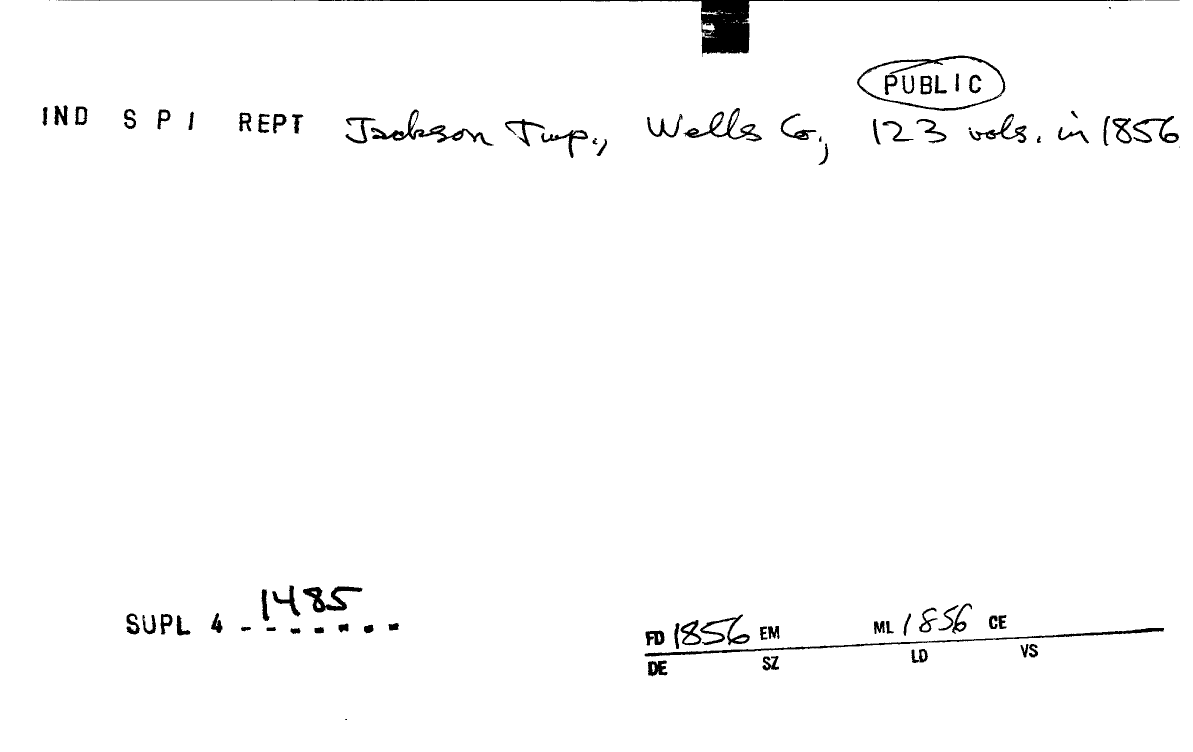 PUBLIC
IND S P I REPT Jackson Twp., Wells Co., 123 vols. in 1856
1485
SUPL 4 - - - - - - -
FD 1856 EM ML 1856 CE
DE SZ LD VS